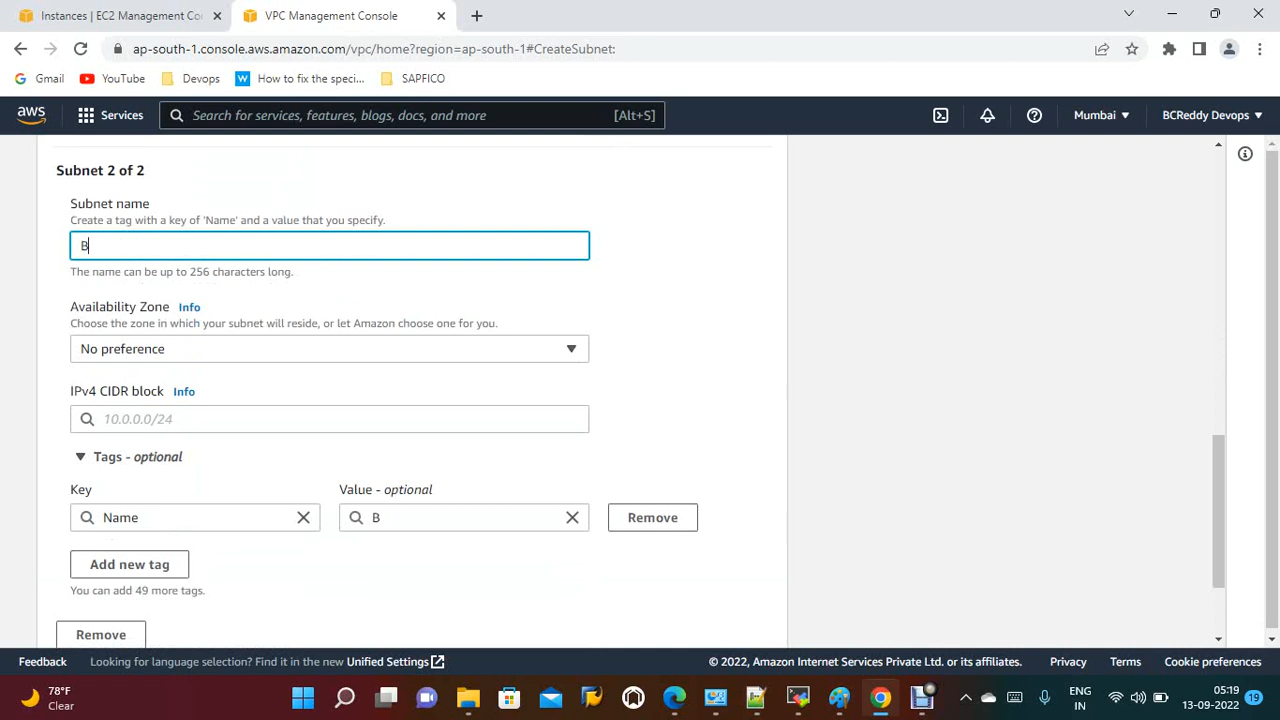 Instances | EC2 Management Co
VPC Management Console
ap-south-1.console.aws.amazon.com/vpc/home?region=ap-south-1#CreateSubnet:
Gmail
YouTube
Devops
How to fix the speci...
SAPFICO
aws
Services
Search for services, features, blogs, docs, and more
[Alt+S]
Mumbai
BCReddy Devops
Subnet 2 of 2
Subnet name
Create a tag with a key of 'Name' and a value that you specify.
B
The name can be up to 256 characters long.
Availability Zone Info
Choose the zone in which your subnet will reside, or let Amazon choose one for you.
No preference
IPv4 CIDR block Info
10.0.0.0/24
Tags - optional
Key
Value - optional
Name
B
Remove
Add new tag
You can add 49 more tags.
Remove
Feedback
Looking for language selection? Find it in the new Unified Settings
© 2022, Amazon Internet Services Private Ltd. or its affiliates.
Privacy
Terms
Cookie preferences
78°F
Clear
ENG
IN
05:19
13-09-2022
19